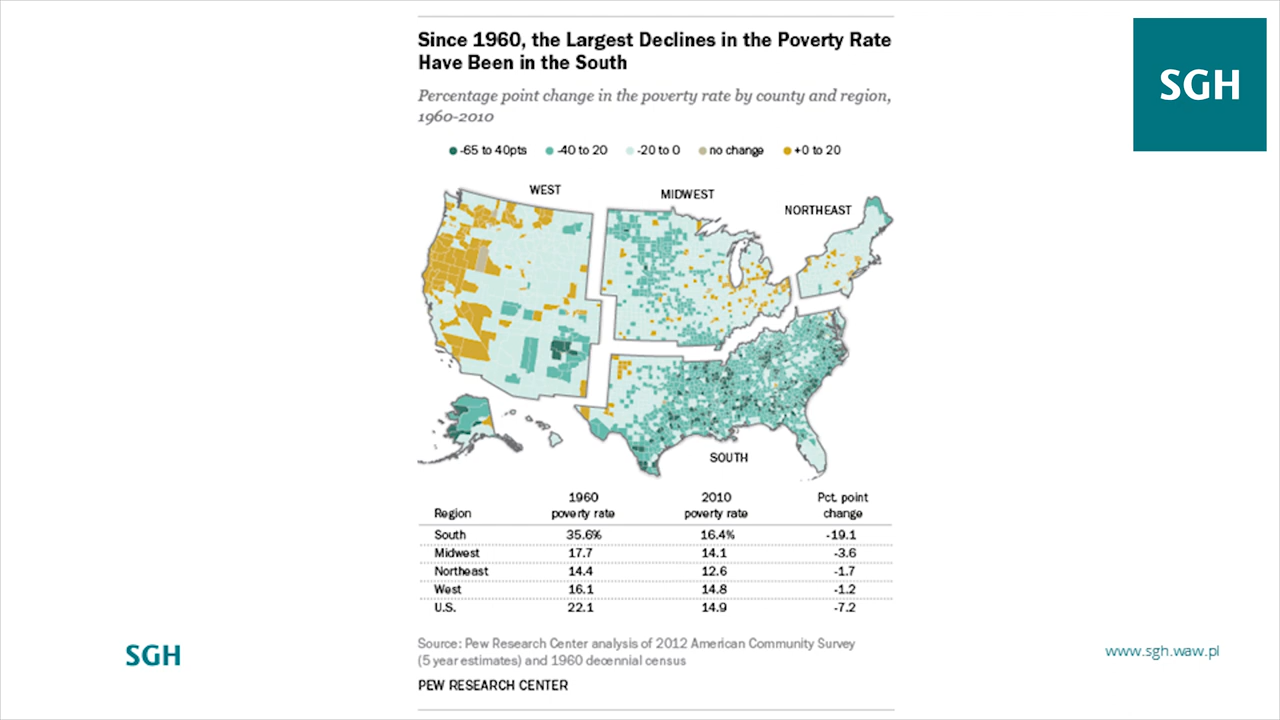 Since 1960, the Largest Declines in the Poverty Rate
Have Been in the South
SGH
Percentage point change in the poverty rate by county and region,
1960-2010
-65 to 40pts -40 to 20 -20 to 0 no change +0 to 20
WEST
MIDWEST
NORTHEAST
SOUTH
1960 2010 Pct. point
Region poverty rate poverty rate change
South 35.6% 16.4% -19.1
Midwest 17.7 14.1 -3.6
Northeast 14.4 12.6 -1.7
West 16.1 14.8 -1.2
U.S. 22.1 14.9 -7.2
Source: Pew Research Center analysis of 2012 American Community Survey
(5 year estimates) and 1960 decennial census
PEW RESEARCH CENTER
SGH
www.sgh.waw.pl